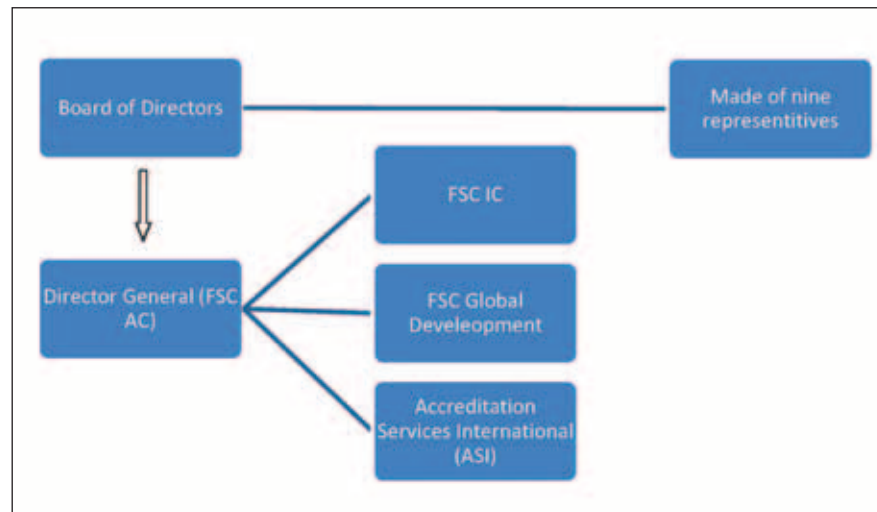 Board of Directors
Made of nine
representitives
FSC IC
Director General (FSC
AC)
FSC Global
Develeopment
Accreditation
Services International
(ASI)